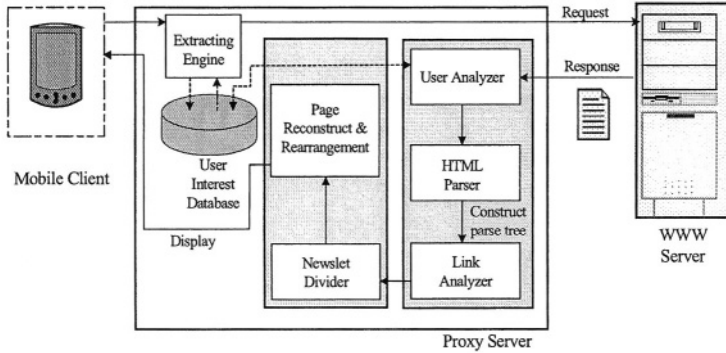 Extracting
Engine
Request
Response
User Analyzer
Page
Reconstruct &
Rearrangement
User
Interest
Database
HTML
Parser
Mobile Client
Construct
parse tree
Display
Newslet
Divider
Link
Analyzer
WWW
Server
Proxy Server